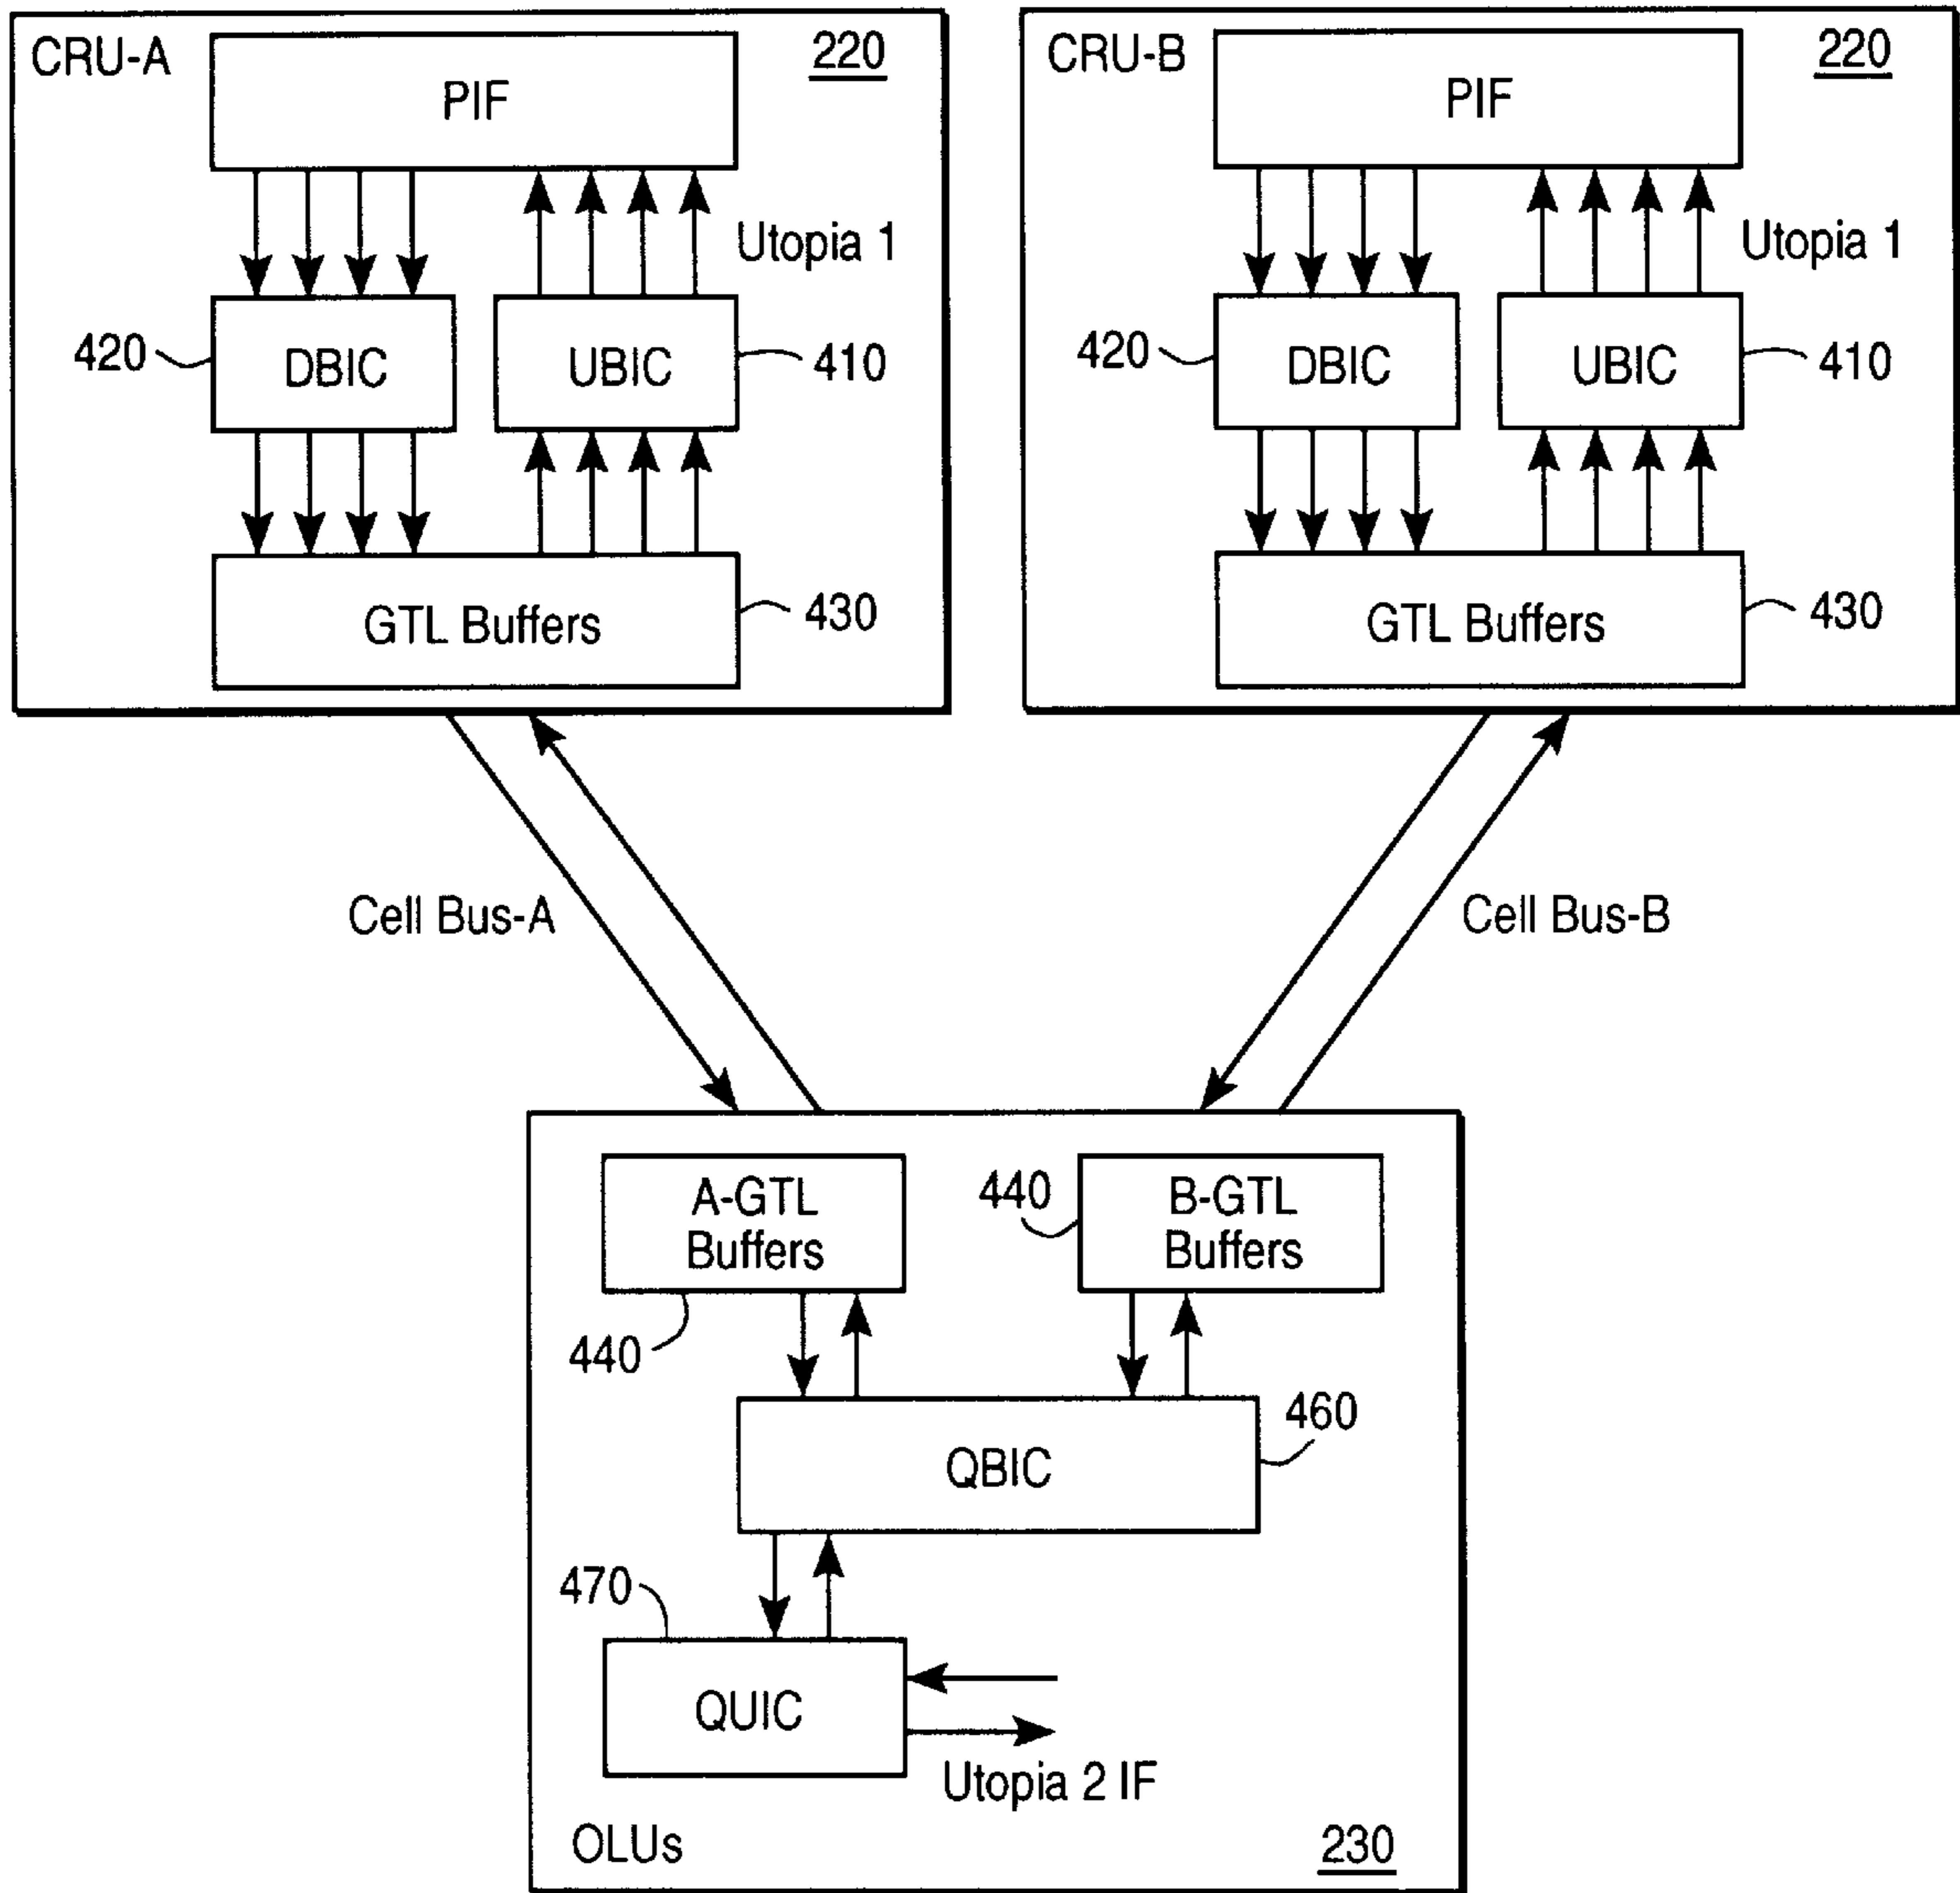 CRU-A
220
PIF
Utopia 1
420
DBIC
UBIC
410
GTL Buffers
430
CRU-B
220
PIF
Utopia 1
420
DBIC
UBIC
410
GTL Buffers
430
Cell Bus-A
Cell Bus-B
A-GTL
Buffers
440
440
B-GTL
Buffers
QBIC
460
470
QUIC
Utopia 2 IF
OLUs
230